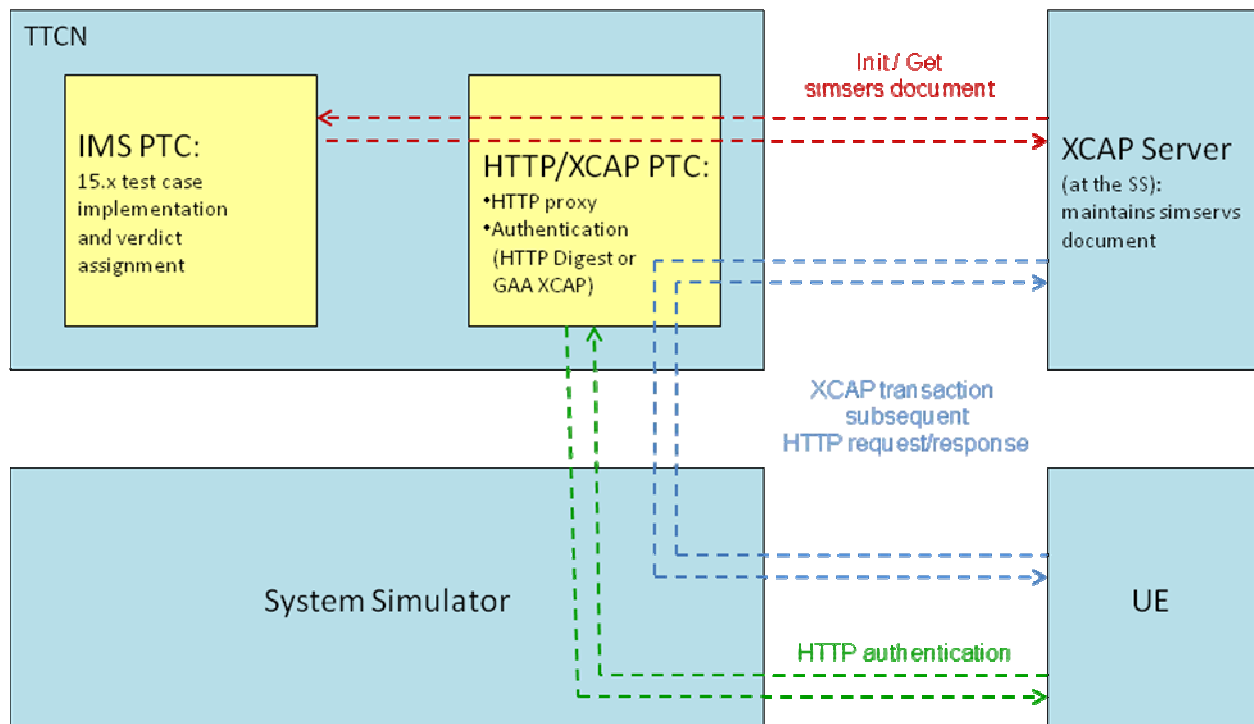 TTCN
IMS PTC:
15.x test case
implementation
and verdict
assignment
HTTP/XCAP PTC:
•HTTP proxy
•Authentication
(HTTP Digest or
GAA XCAP)
Init / Get
simsers document
XCAP Server
(at the SS):
maintains simservs
document
XCAP transaction
subsequent
HTTP request/response
System Simulator
UE
HTTP authentication